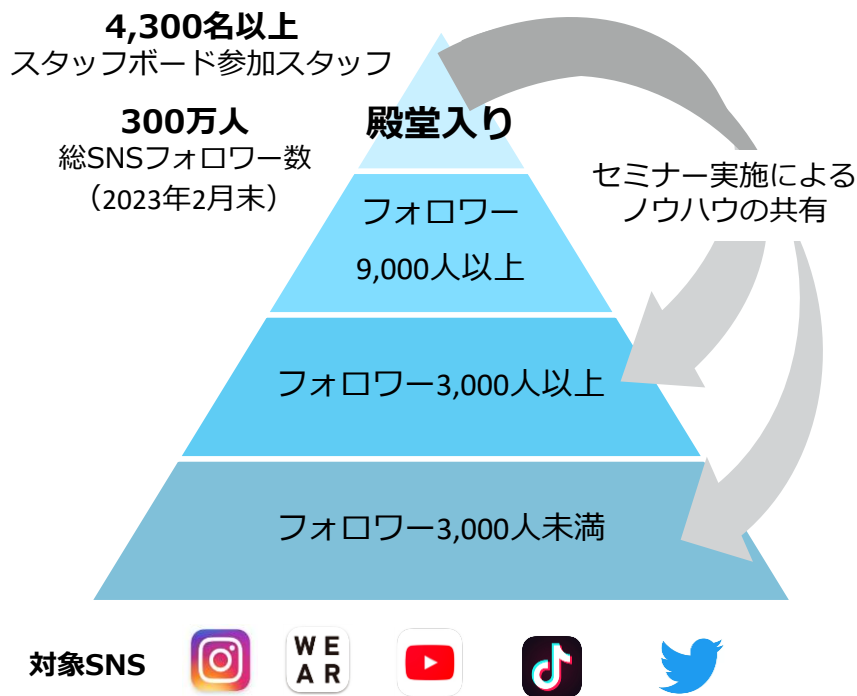 4,300名以上
スタッフボード参加スタッフ
300万人
総SNSフォロワー数
（2023年2月末）
殿堂入り
セミナー実施による
ノウハウの共有
フォロワー
9,000人以上
フォロワー3,000人以上
フォロワー3,000人未満
対象SNS
WE
AR